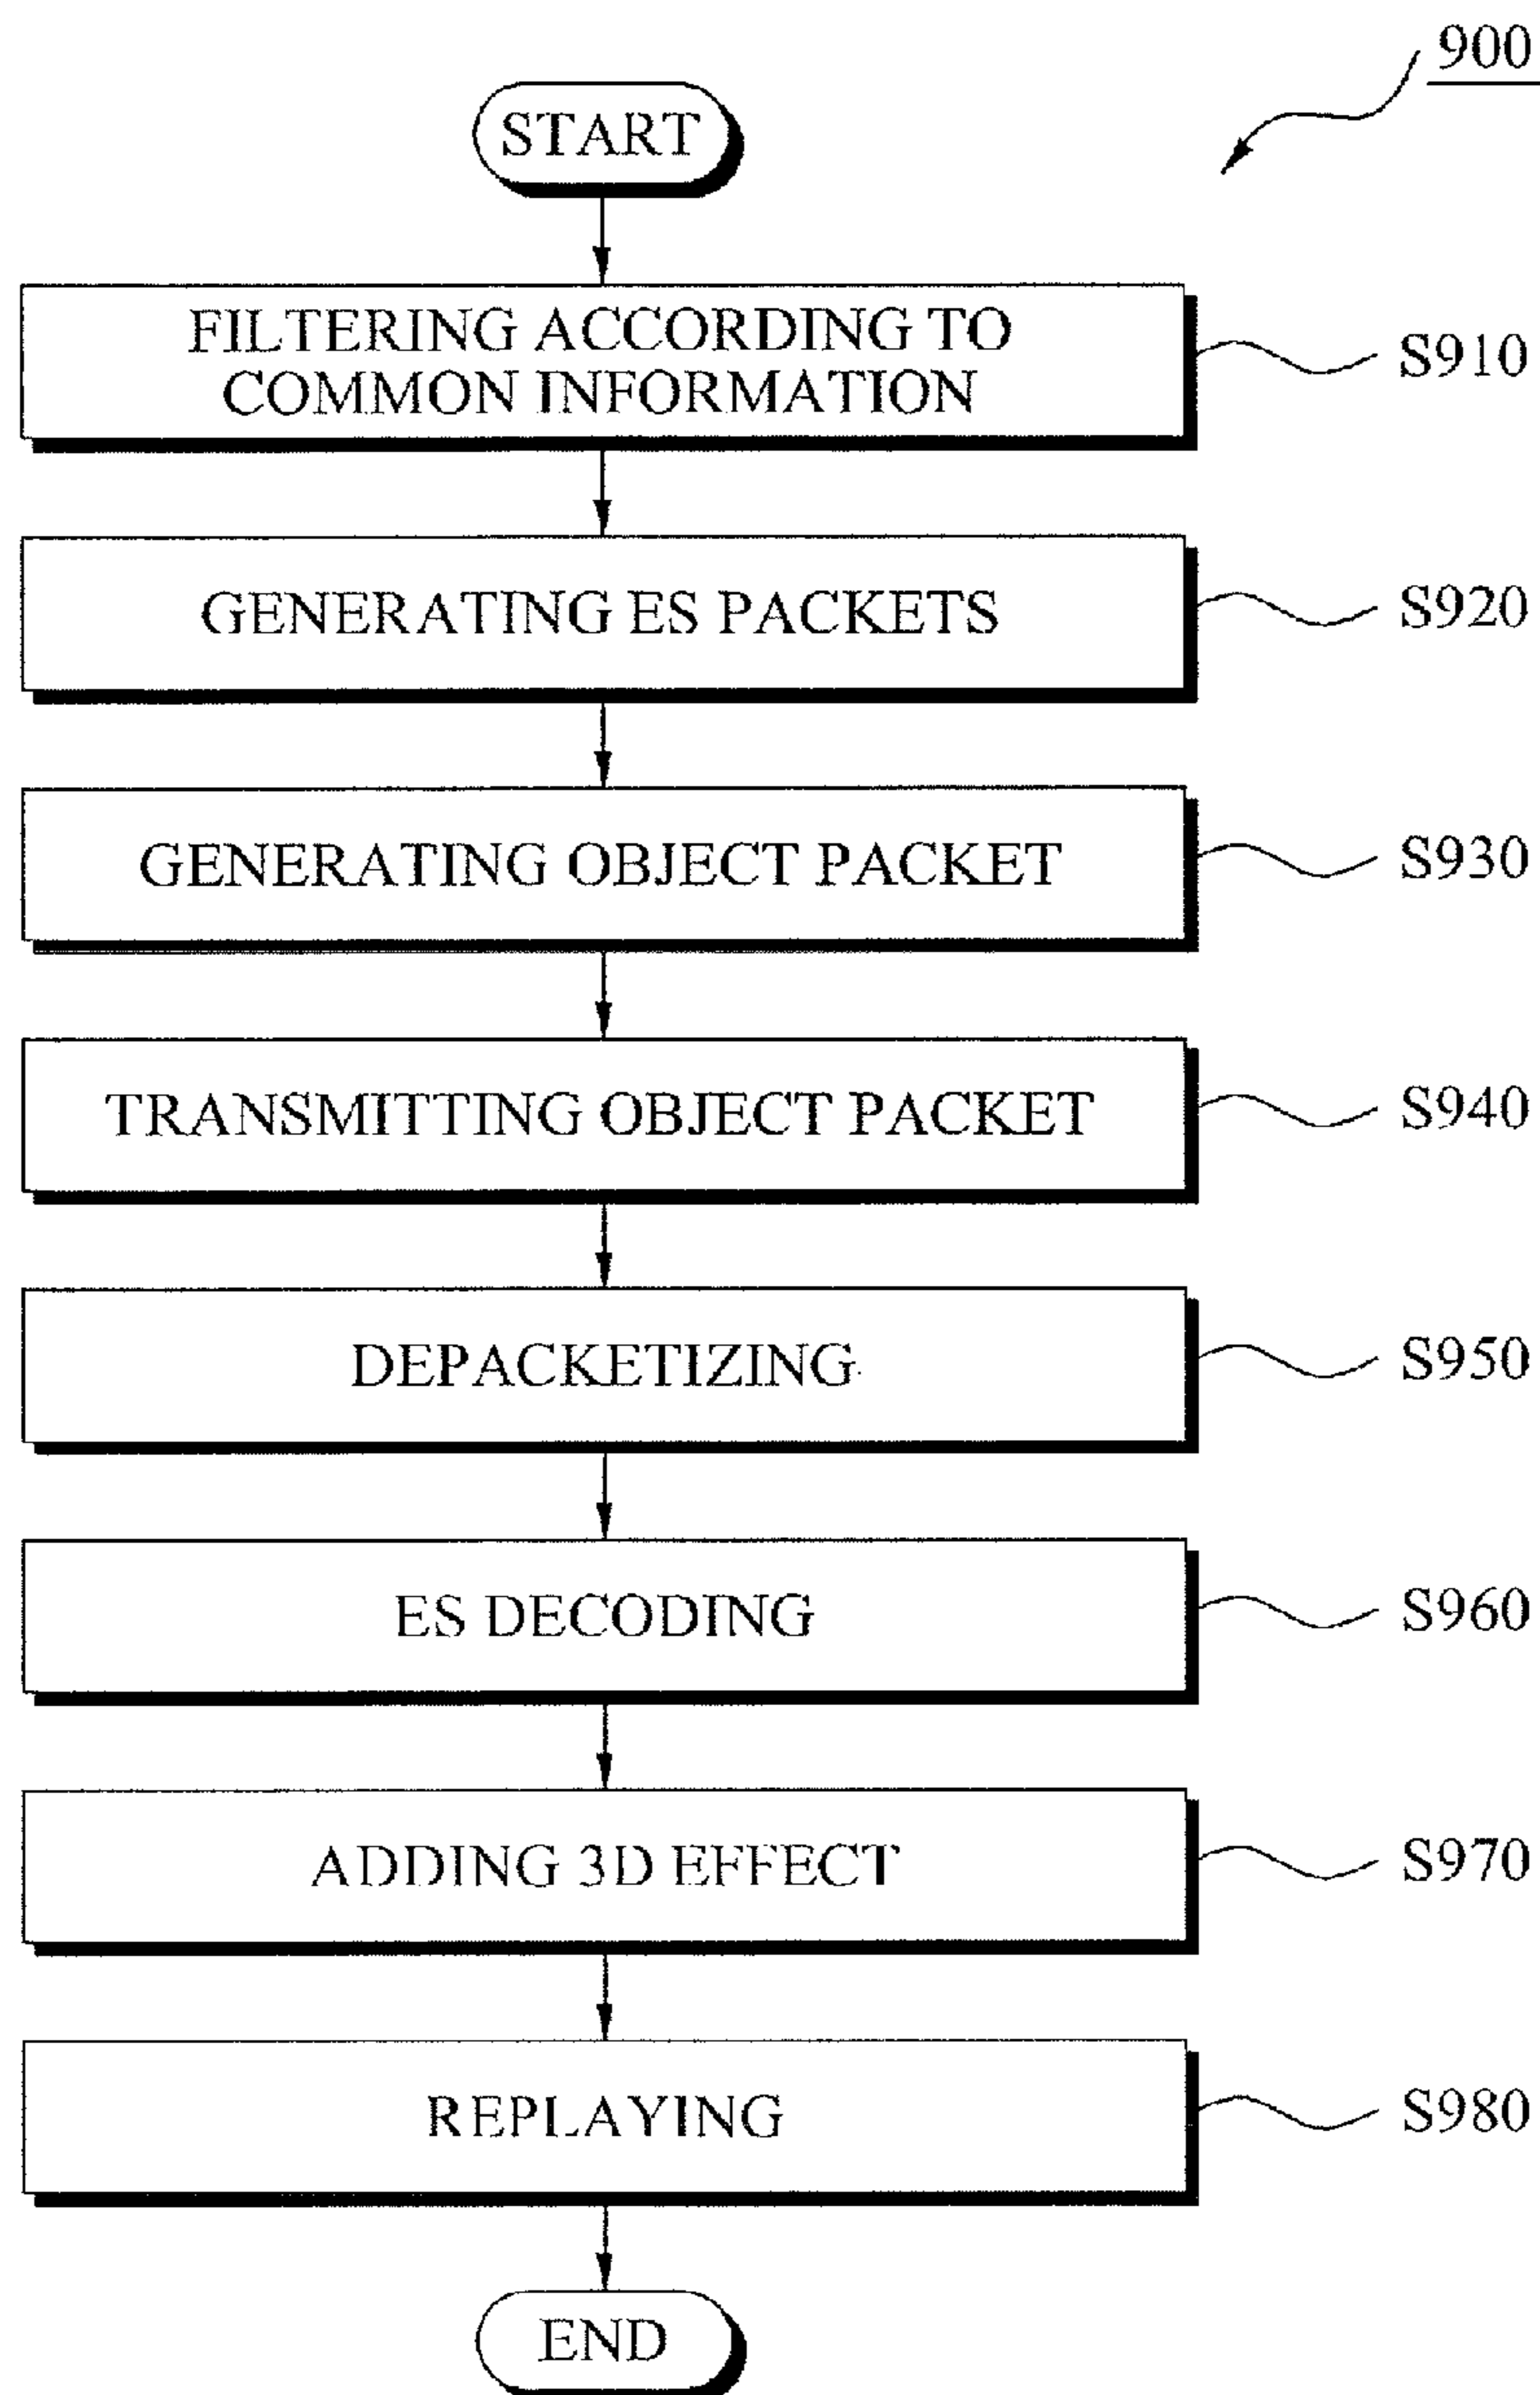 900
START
FILTERING ACCORDING TO
COMMON INFORMATION
S910
GENERATING ES PACKETS
S920
GENERATING OBJECT PACKET
S930
TRANSMITTING OBJECT PACKET
S940
DEPACKETIZING
S950
ES DECODING
S960
ADDING 3D EFFECT
S970
REPLAYING
S980
END